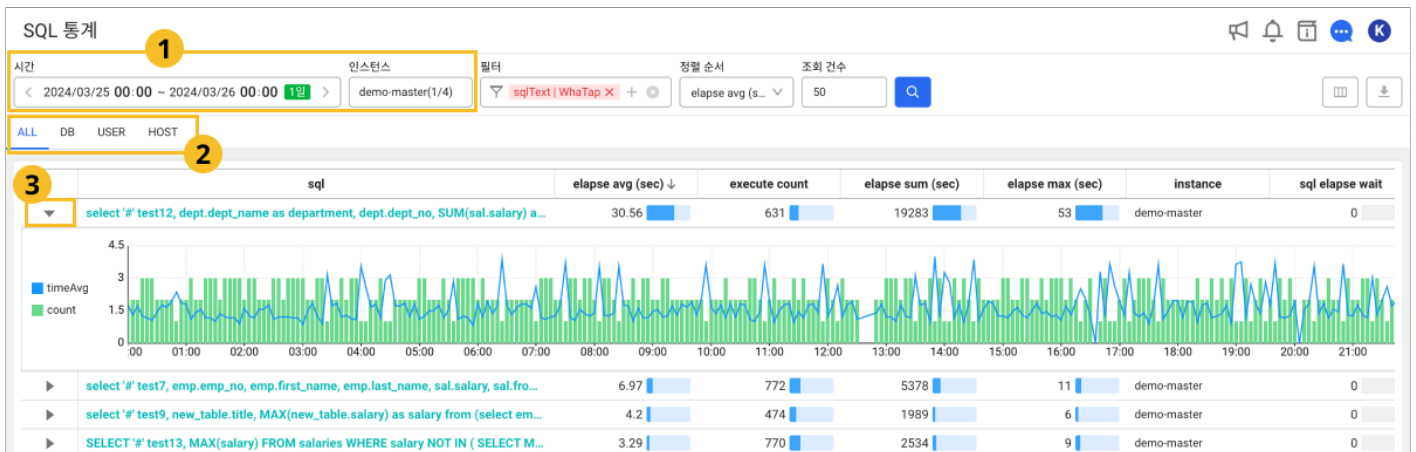 SQL 통계
K
1
시간 인스턴스 필터 정렬 순서 조회 건수
2024/03/25 00:00 ~ 2024/03/26 00:00 1일 demo-master(1/4) sqlText | WhaTap × + elapse avg (s... 50
ALL DB USER HOST
2
3
sql elapse avg (sec) ↓ execute count elapse sum (sec) elapse max (sec) instance sql elapse wait
select '#' test12, dept.dept_name as department, dept.dept_no, SUM(sal.salary) a... 30.56 631 19283 53 demo-master 0
4.5
3
timeAvg
count
1.5
0
:00 01:00 02:00 03:00 04:00 05:00 06:00 07:00 08:00 09:00 10:00 11:00 12:00 13:00 14:00 15:00 16:00 17:00 18:00 19:00 20:00 21:00
select '#' test7, emp.emp_no, emp.first_name, emp.last_name, sal.salary, sal.fro... 6.97 772 5378 11 demo-master 0
select '#' test9, new_table.title, MAX(new_table.salary) as salary from (select em... 4.2 474 1989 6 demo-master 0
SELECT '#' test13, MAX(salary) FROM salaries WHERE salary NOT IN ( SELECT M... 3.29 770 2534 9 demo-master 0